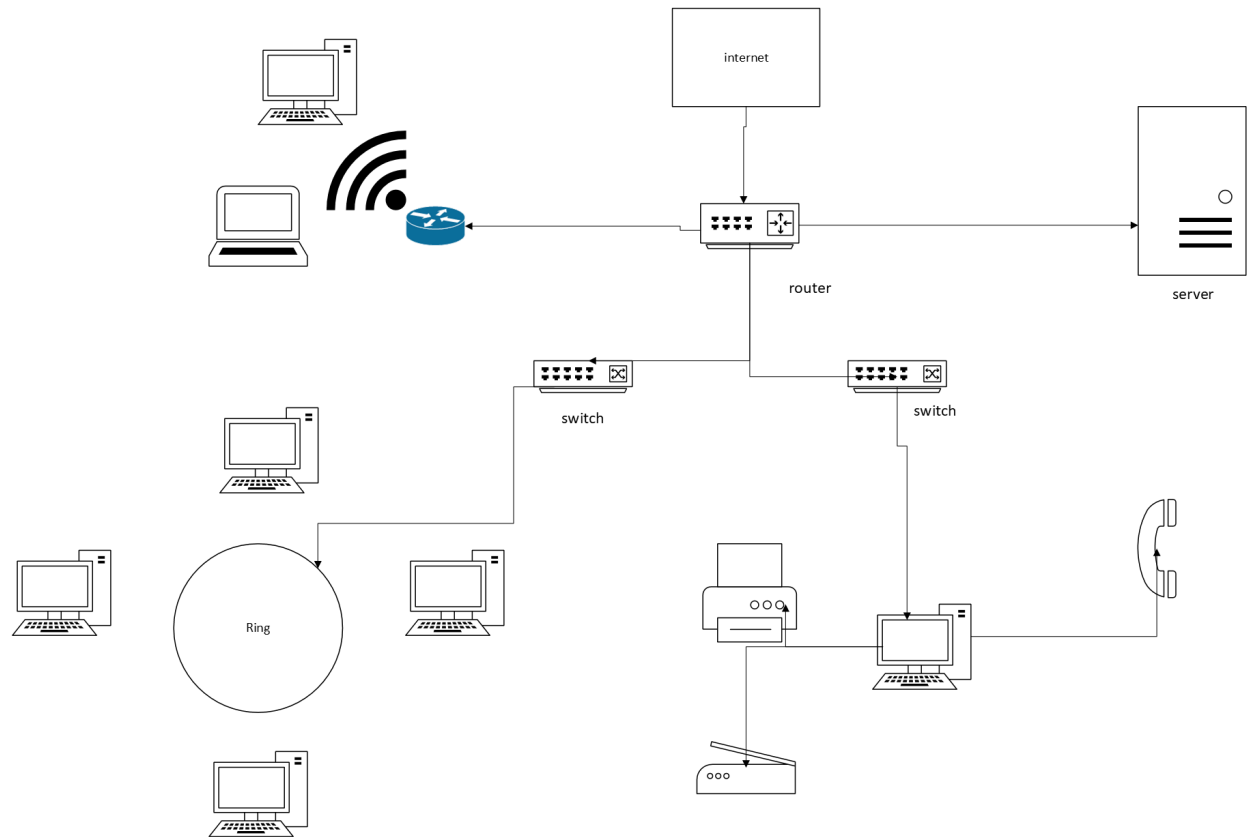 internet
router
server
switch
switch
Ring